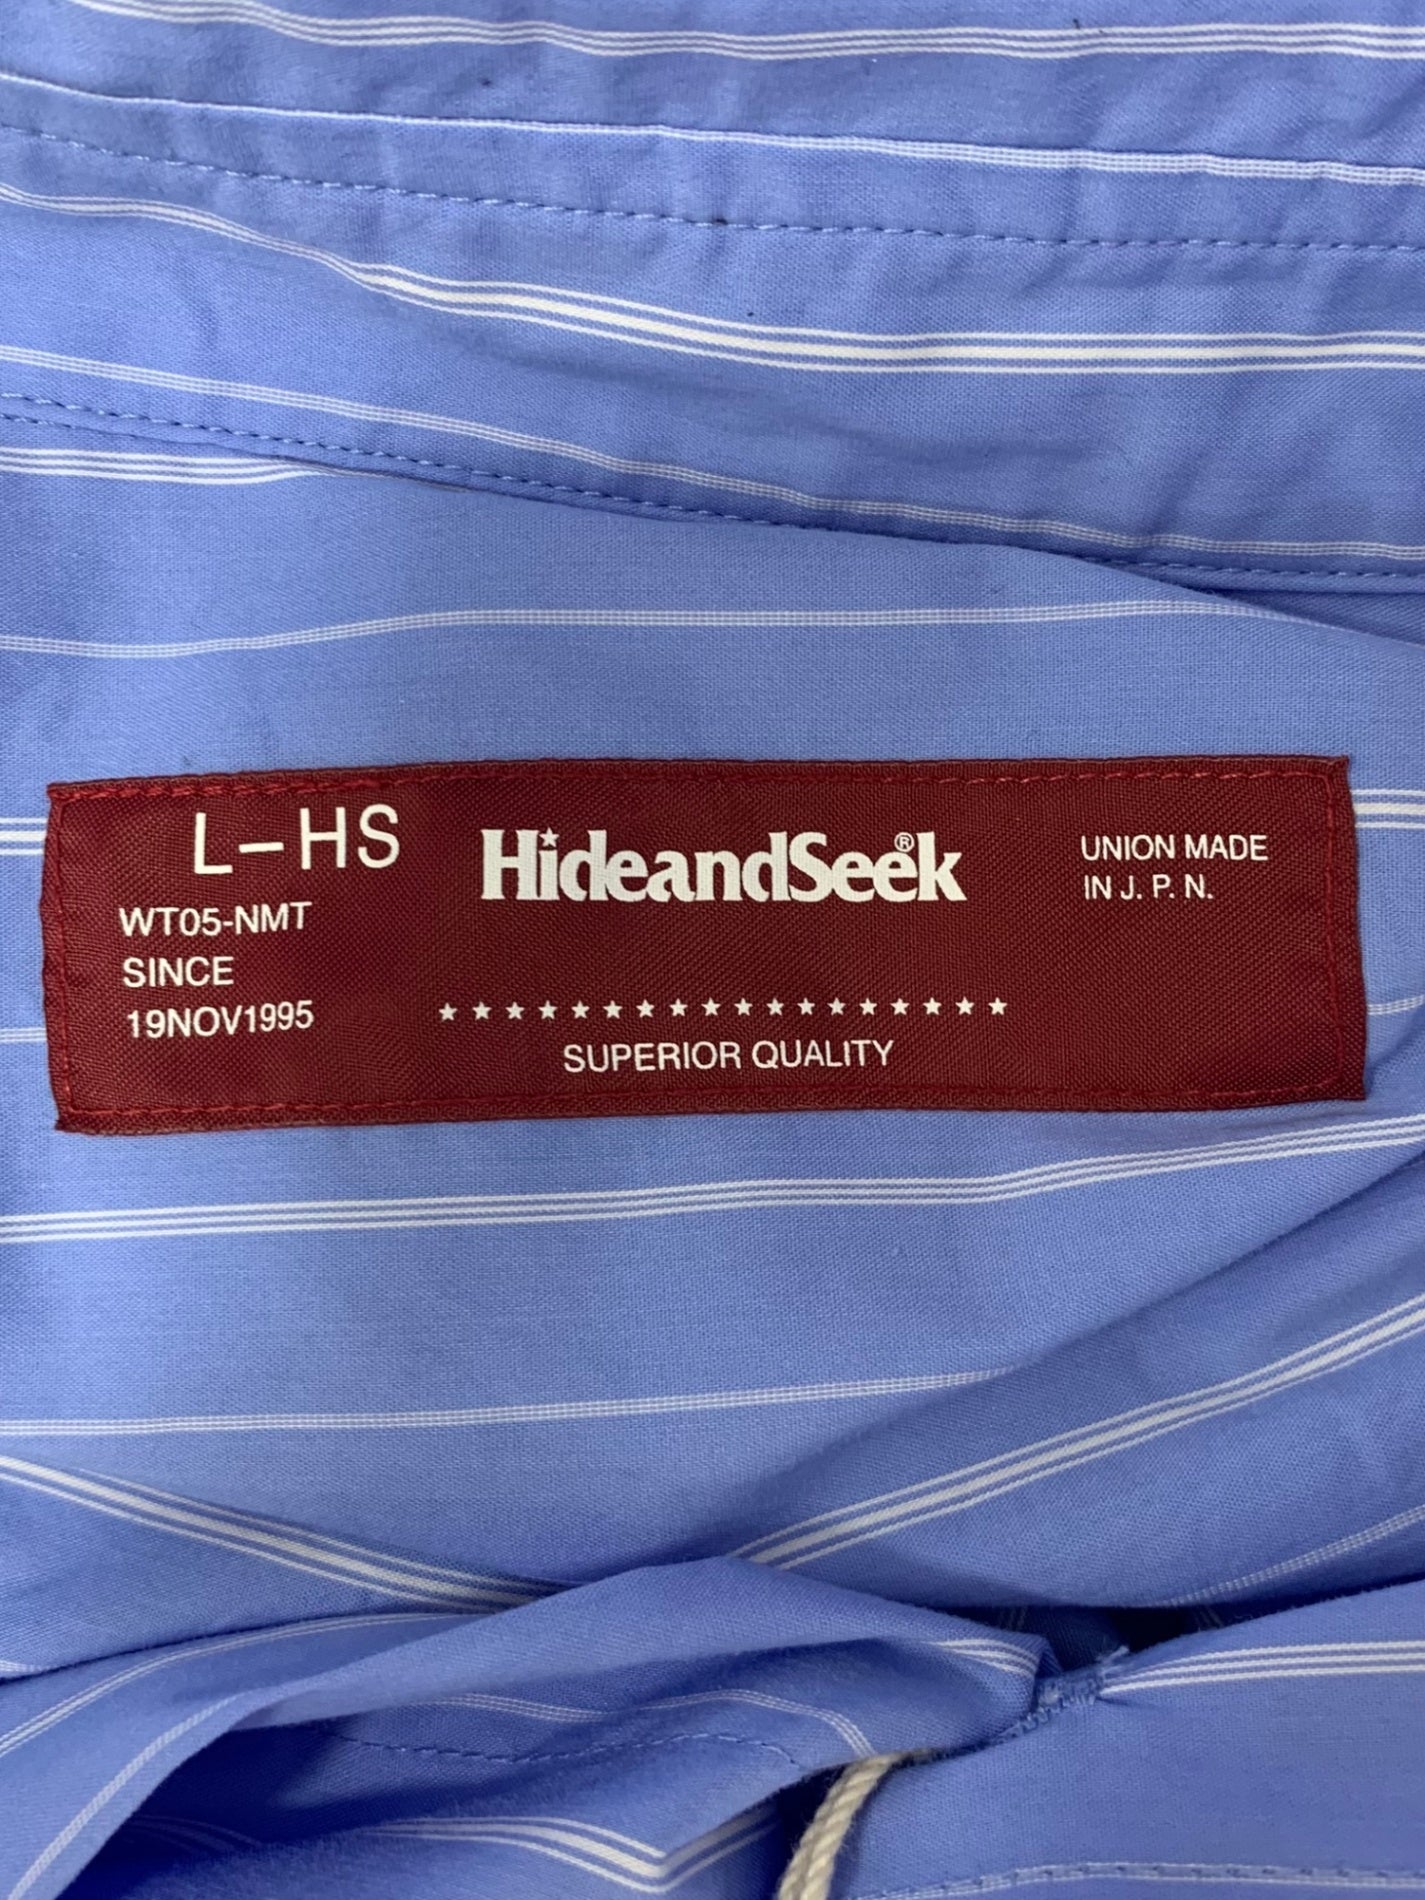 L-HS
WT05-NMT
SINCE
19NOV1995
HideandSeek®
UNION MADE
IN J. P. N.
★★★★★★★★★★★★★★★★★★
SUPERIOR QUALITY